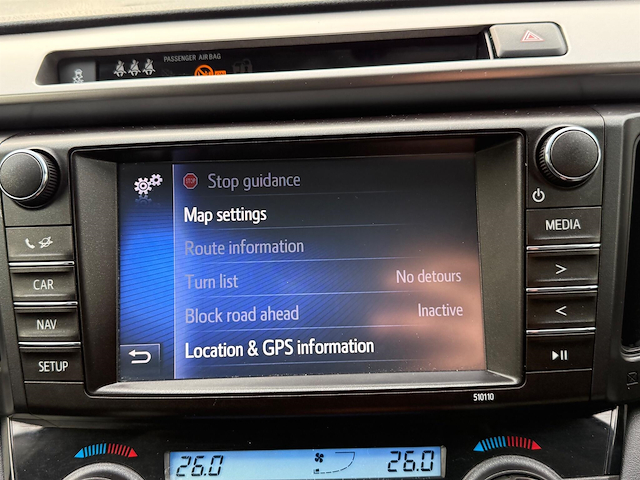 PASSENGER AIR BAG
STOP Stop guidance
Map settings
Route information
Turn list No detours
Block road ahead Inactive
Location & GPS information
MEDIA
CAR
NAV
SETUP
510110
26.0 26.0